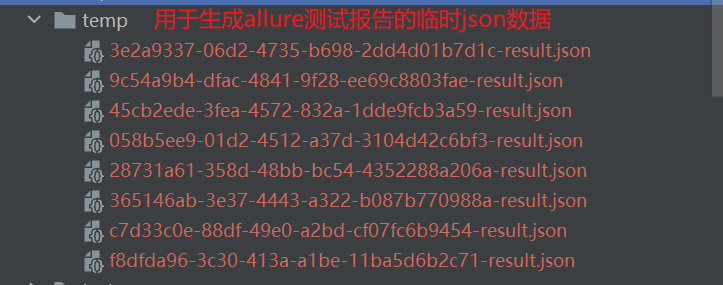 temp 用于生成allure测试报告的临时json数据
3e2a9337-06d2-4735-b698-2dd4d01b7d1c-result.json
9c54a9b4-dfac-4841-9f28-ee69c8803fae-result.json
45cb2ede-3fea-4572-832a-1dde9fcb3a59-result.json
058b5ee9-01d2-4512-a37d-3104d42c6bf3-result.json
28731a61-358d-48bb-bc54-4352288a206a-result.json
365146ab-3e37-4443-a322-b087b770988a-result.json
c7d33c0e-88df-49e0-a2bd-cf07fc6b9454-result.json
f8dfda96-3c30-413a-a1be-11ba5d6b2c71-result.json